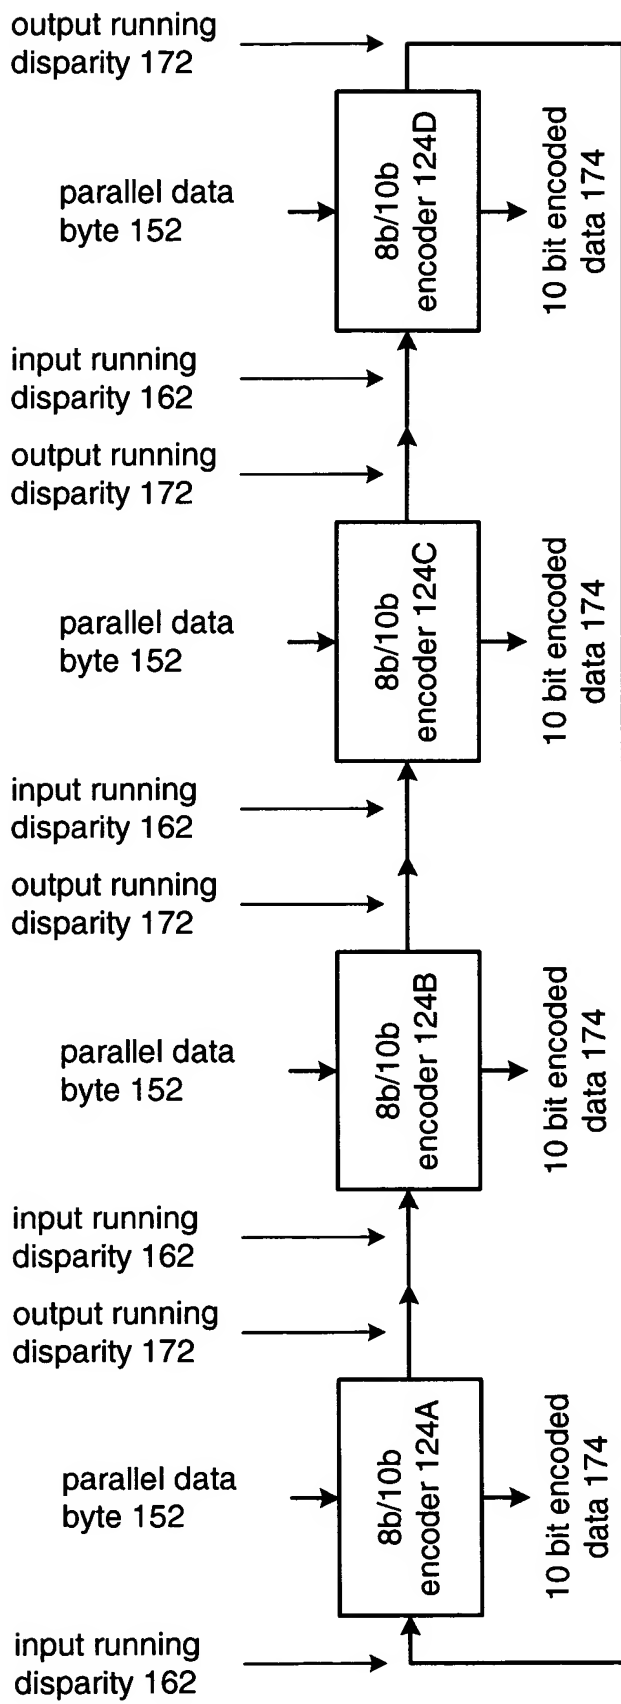 output running
disparity 172
parallel data
byte 152
8b/10b
encoder 124D
10 bit encoded
data 174
input running
disparity 162
output running
disparity 172
parallel data
byte 152
8b/10b
encoder 124C
10 bit encoded
data 174
input running
disparity 162
output running
disparity 172
parallel data
byte 152
8b/10b
encoder 124B
10 bit encoded
data 174
input running
disparity 162
output running
disparity 172
parallel data
byte 152
8b/10b
encoder 124A
10 bit encoded
data 174
input running
disparity 162